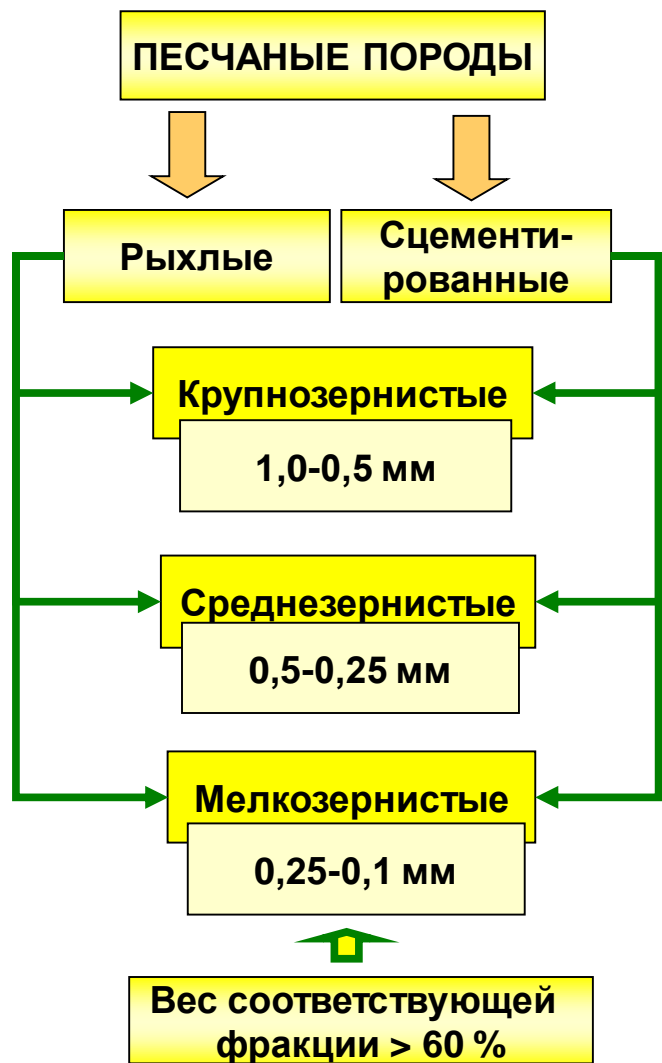 ПЕСЧАНЫЕ ПОРОДЫ
Рыхлые
Сцементи-
рованные
Крупнозернистые
1,0-0,5 мм
Среднезернистые
0,5-0,25 мм
Мелкозернистые
0,25-0,1 мм
Вес соответствующей
фракции > 60 %